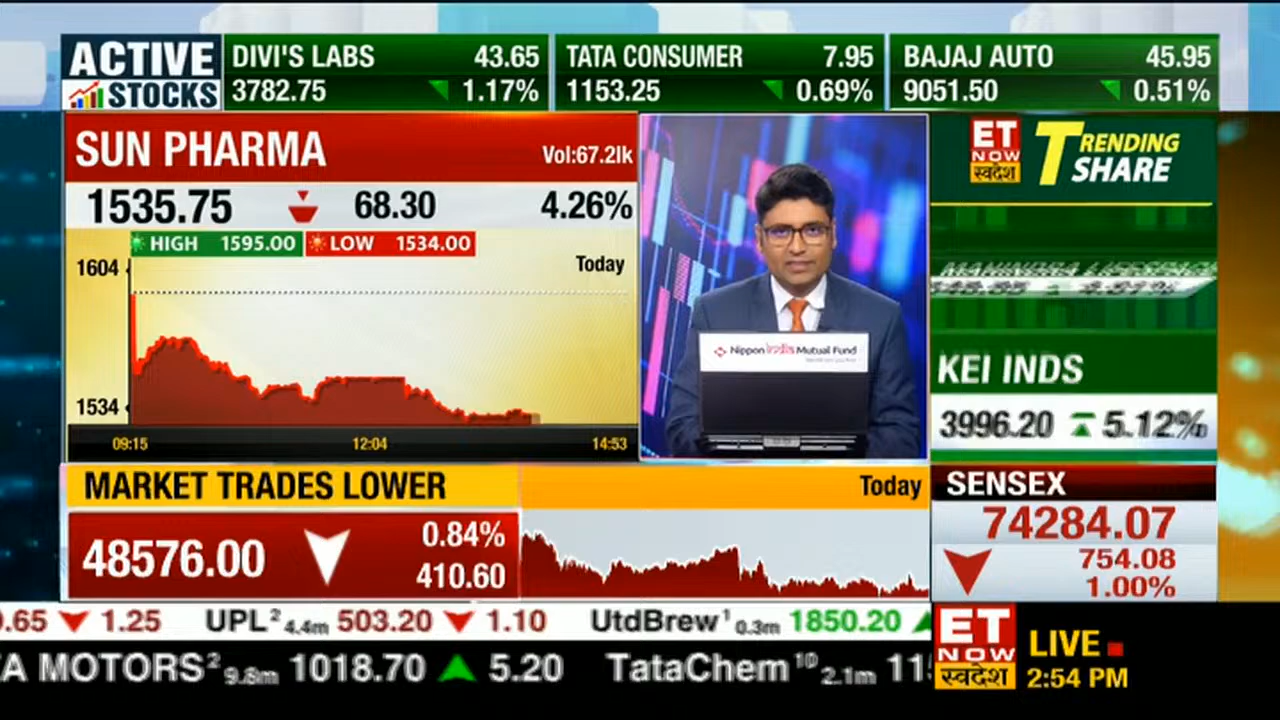 ACTIVE
STOCKS
DIVI'S LABS 43.65
3782.75 1.17%
TATA CONSUMER 7.95
1153.25 0.69%
BAJAJ AUTO 45.95
9051.50 0.51%
SUN PHARMA Vol:67.2lk
1535.75 68.30 4.26%
HIGH 1595.00 LOW 1534.00
Today
1604
1534
09:15 12:04 14:53
Nippon india Mutual Fund
ET
NOW
स्वदेश
TRENDING
SHARE
KEI INDS
3996.20 5.12%
MARKET TRADES LOWER
Today
48576.00
0.84%
410.60
SENSEX
74284.07
754.08
1.00%
.65 1.25 UPL 2 4.4m 503.20 1.10 UtdBrew 1 0.3m 1850.20
A MOTORS 2 9.8m 1018.70 5.20 TataChem 10 2.1m 11
ET
NOW
स्वदेश
LIVE
2:54 PM